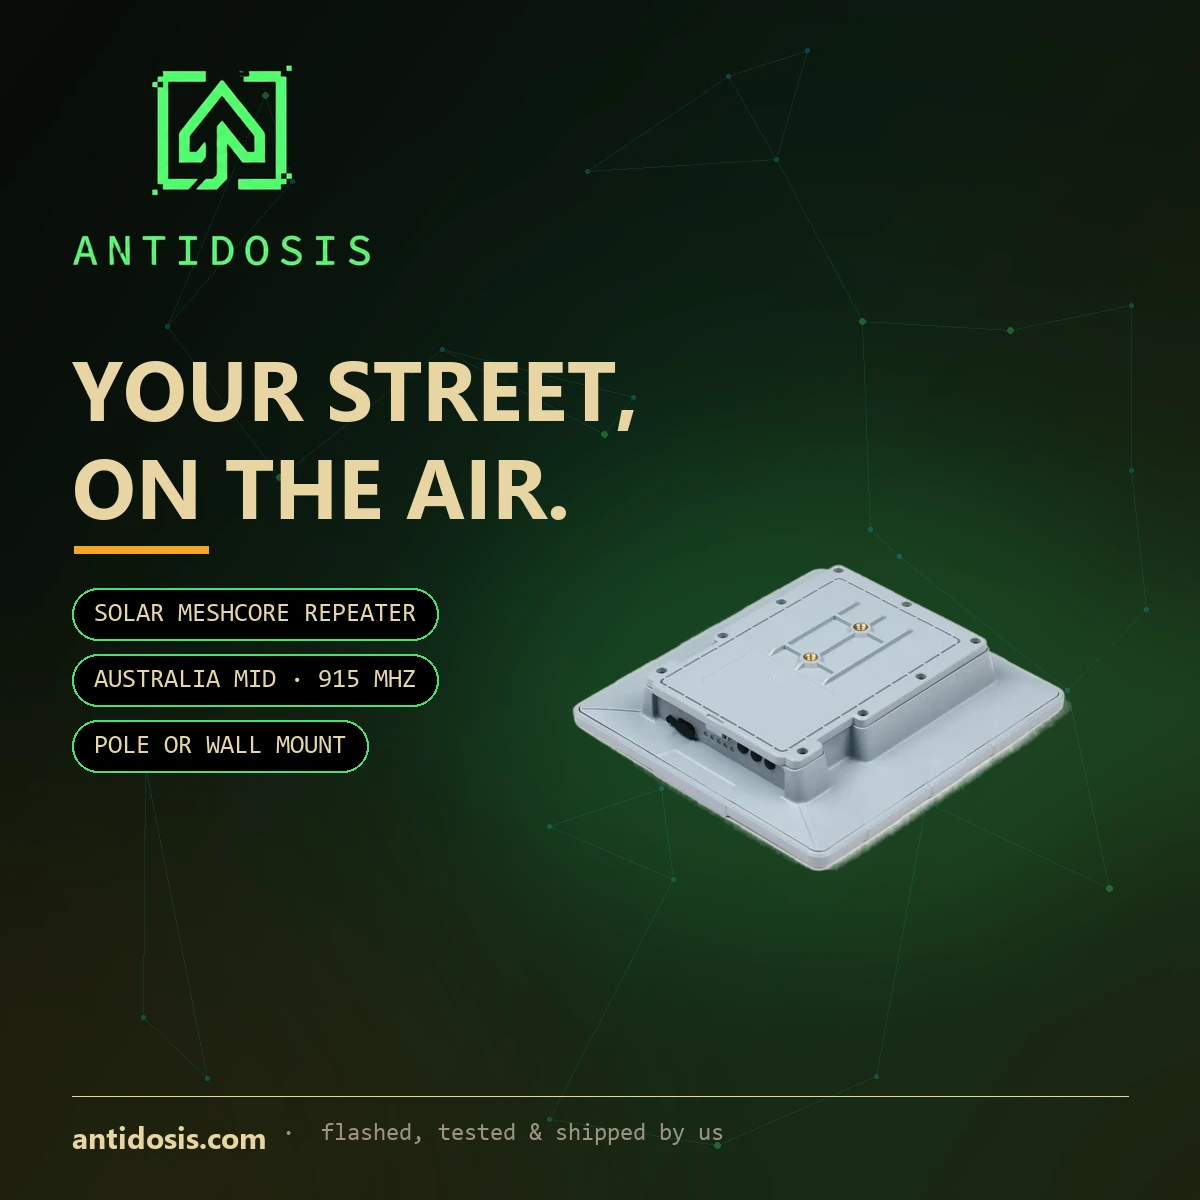 ANTIDOSIS
YOUR STREET,
ON THE AIR.
SOLAR MESHCORE REPEATER
AUSTRALIA MID · 915 MHZ
POLE OR WALL MOUNT
antidosis.com · flashed, tested & shipped by us